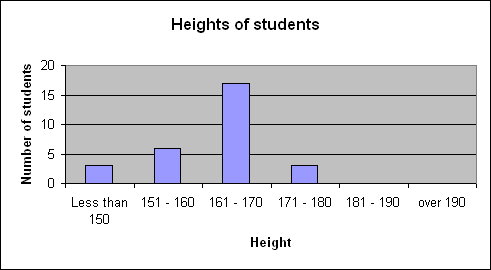 Heights of students
Number of students
20
15
10
5
0
Less than
150
151 - 160
161 - 170
171 - 180
181 - 190
over 190
Height